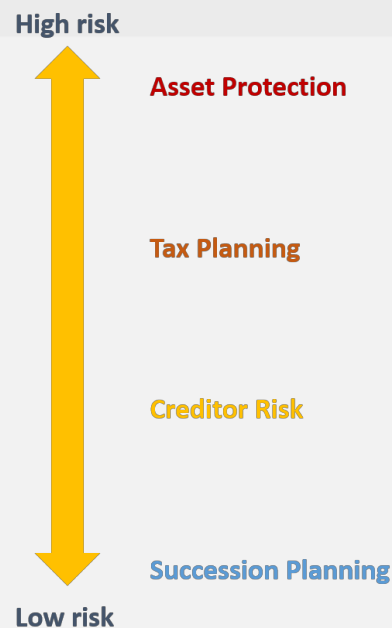 High risk
Asset Protection
Tax Planning
Creditor Risk
Succession Planning
Low risk